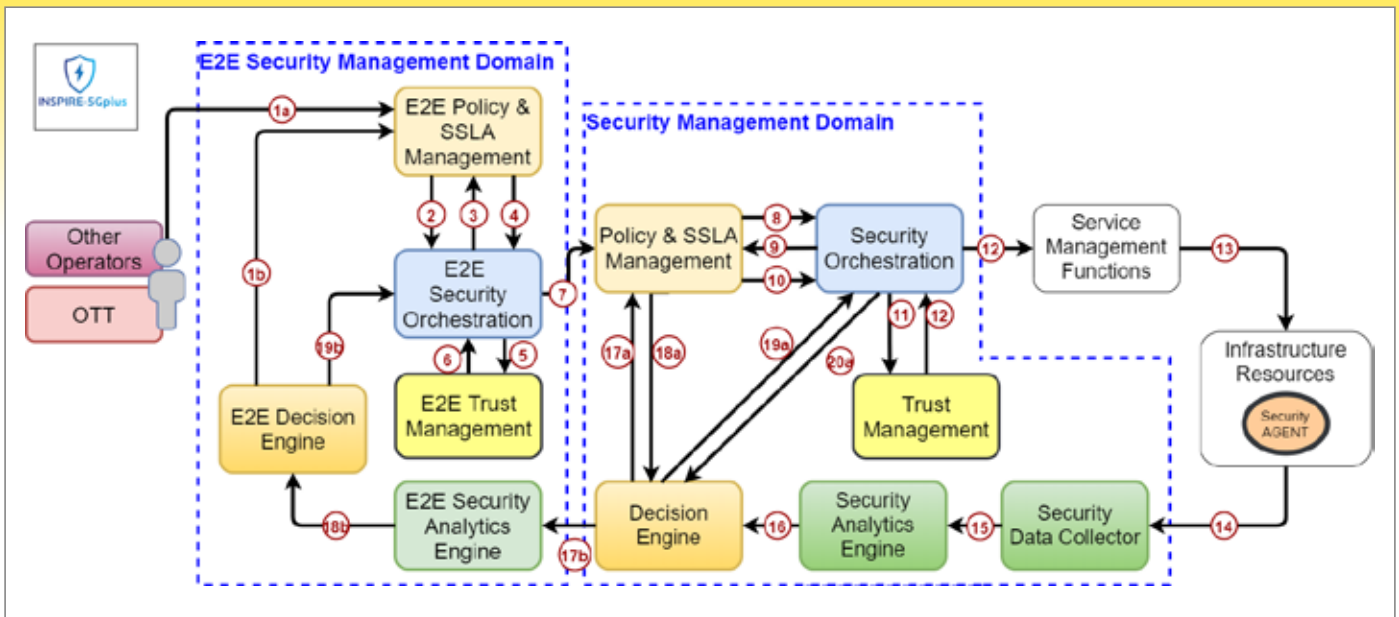 INSPIRE-5Gplus
E2E Security Management Domain
1a
E2E Policy &
SSLA
Management
Security Management Domain
2
3
4
Other
Operators
OTT
1b
E2E
Security
Orchestration
7
Policy & SSLA
Management
8
9
10
Security
Orchestration
12
Service
Management
Functions
13
19b
6
5
17a
18a
19a
20a
11
12
Infrastructure
Resources
Security
AGENT
E2E Decision
Engine
E2E Trust
Management
Trust
Management
18b
E2E Security
Analytics
Engine
17b
Decision
Engine
16
Security
Analytics
Engine
15
Security
Data Collector
14